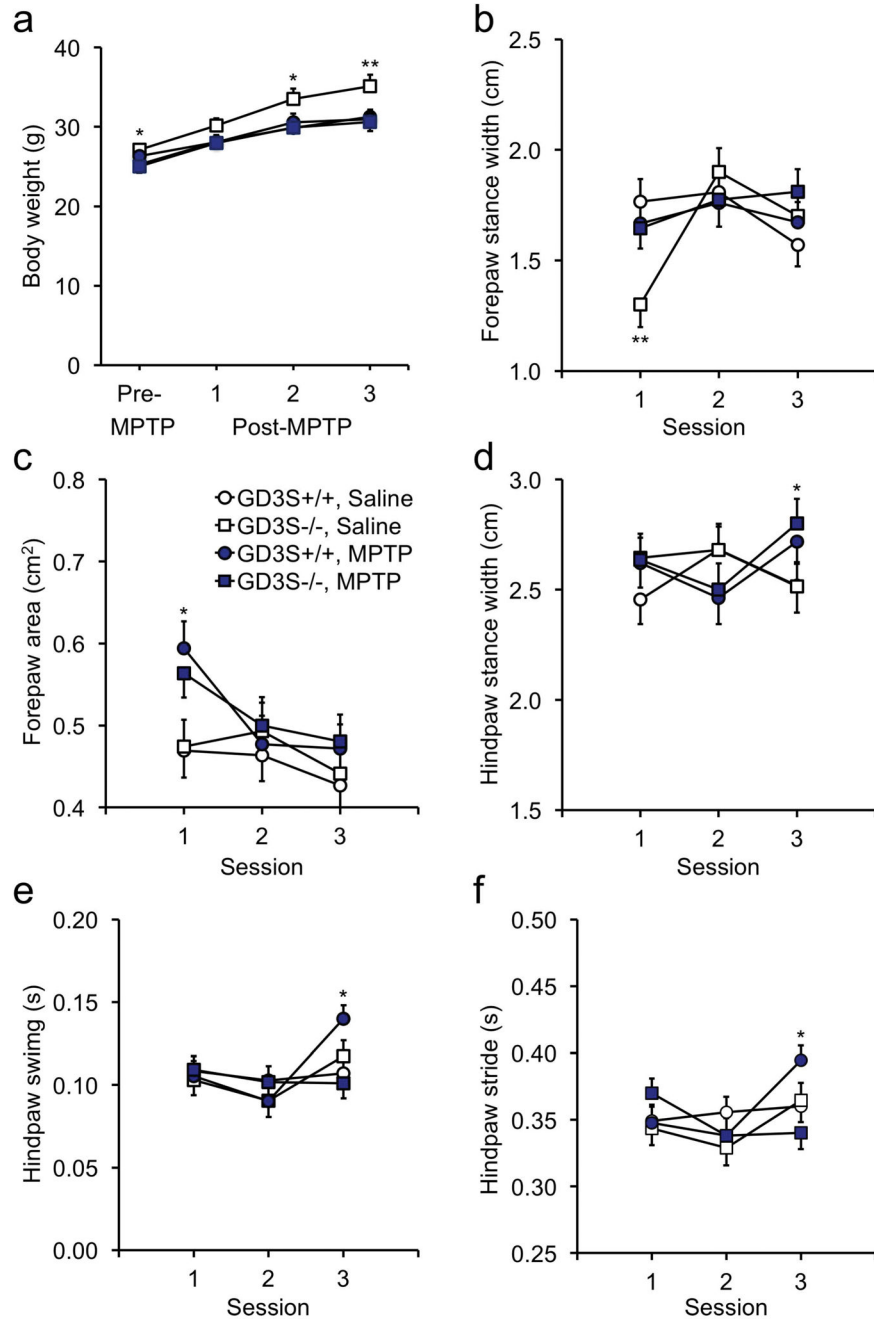 a
Body weight (g)
40
30
20
10
0
*
*
**
Pre-
MPTP
1
2
3
Post-MPTP
b
Forepaw stance width (cm)
2.5
2.0
1.5
1.0
**
1
2
3
Session
c
Forepaw area (cm²)
0.8
0.7
0.6
0.5
0.4
GD3S+/+, Saline
GD3S-/-, Saline
GD3S+/+, MPTP
GD3S-/-, MPTP
*
1
2
3
Session
d
Hindpaw stance width (cm)
3.0
2.5
2.0
1.5
*
1
2
3
Session
e
Hindpaw swimg (s)
0.20
0.15
0.10
0.05
0.00
*
1
2
3
Session
f
Hindpaw stride (s)
0.50
0.45
0.40
0.35
0.30
0.25
*
1
2
3
Session